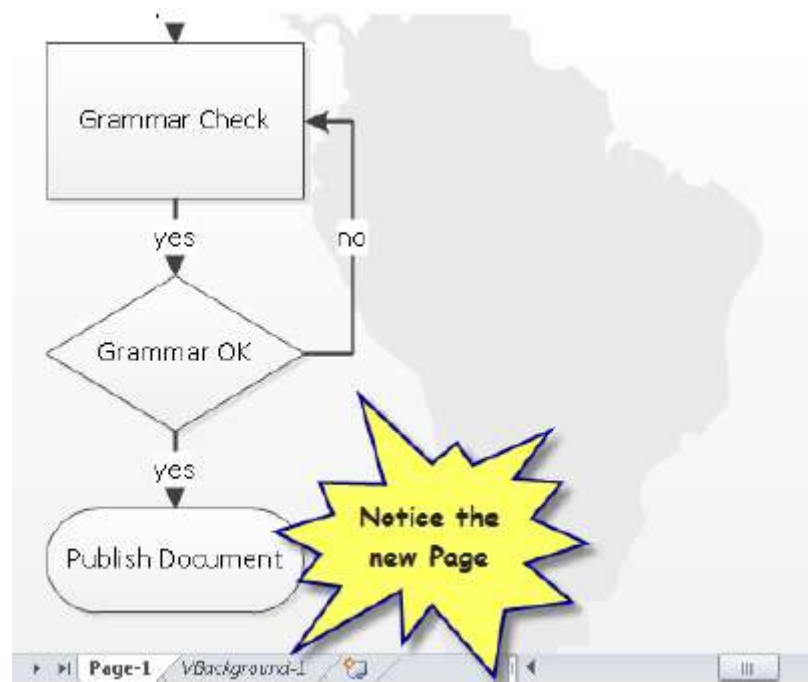 Grammar Check
yes
no
Grammar OK
yes
Publish Document
Notice the
new Page
Page-1
VBackground-1